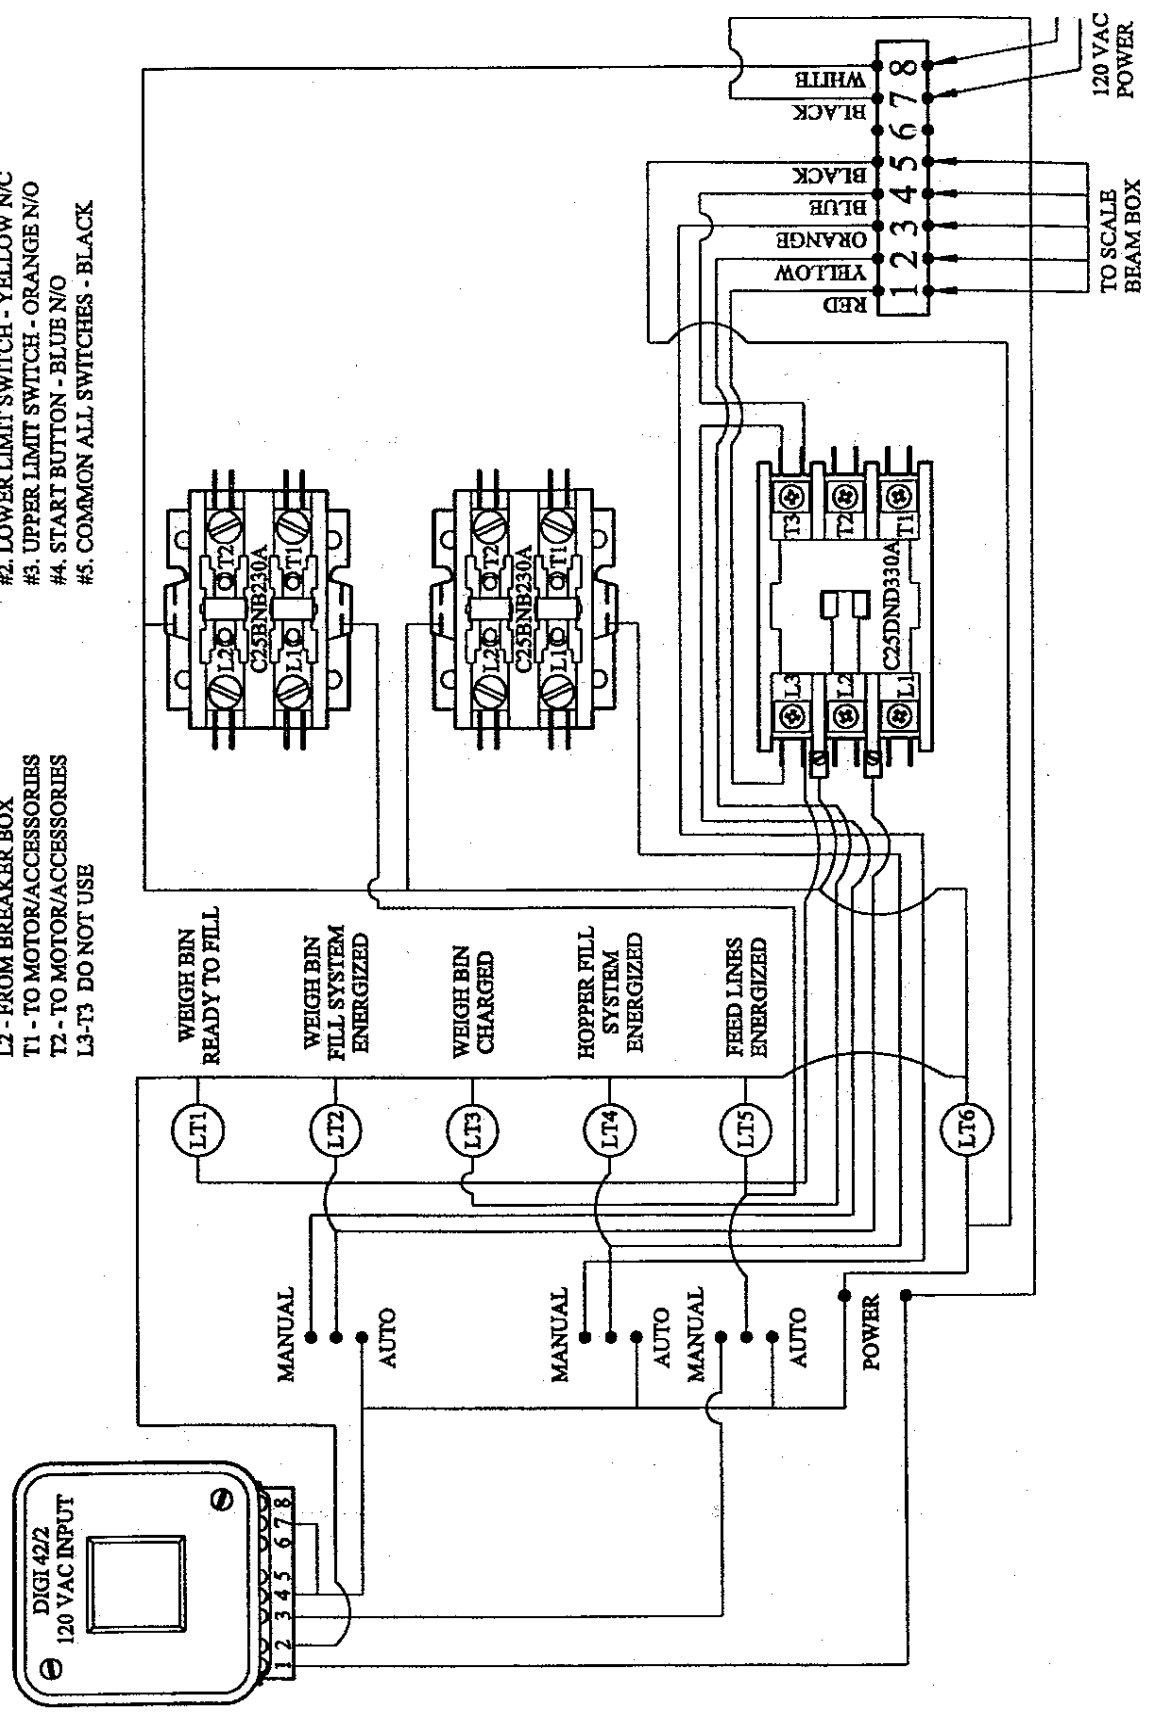 L2 - FROM BREAKER BOX
T1 - TO MOTOR/ACCESSORIES
T2 - TO MOTOR/ACCESSORIES
L3-T3 DO NOT USE
#2. LOWER LIMIT SWITCH - YELLOW N/C
#3. UPPER LIMIT SWITCH - ORANGE N/O
#4. START BUTTON - BLUE N/O
#5. COMMON ALL SWITCHES - BLACK
DIGI 42/2
120 VAC INPUT
1 2 3 4 5 6 7 8
LT1
WEIGH BIN
READY TO FILL
LT2
WEIGH BIN
FILL SYSTEM
ENERGIZED
LT3
WEIGH BIN
CHARGED
LT4
HOPPER FILL
SYSTEM
ENERGIZED
LT5
FEED LINES
ENERGIZED
LT6
MANUAL
AUTO
MANUAL
AUTO
MANUAL
AUTO
POWER
L2 T2
C25BNB230A
L1 T1
L2 T2
C25BNB230A
L1 T1
L3 T3
L2 T2
C25DND330A
L1 T1
WHITE
BLACK
BLACK
BLUE
ORANGE
YELLOW
RED
1 2 3 4 5 6 7 8
TO SCALE
BEAM BOX
120 VAC
POWER